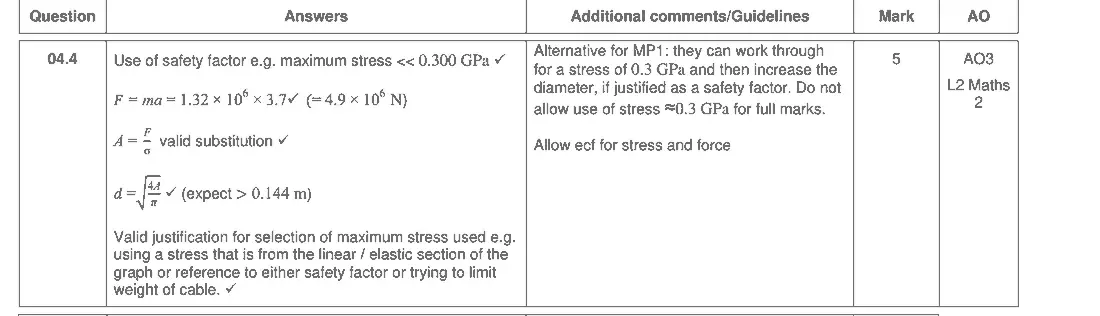 Question Answers Additional comments/Guidelines Mark AO
04.4 Use of safety factor e.g. maximum stress << 0.300 GPa ✓
F = ma = 1.32 × 10⁶ × 3.7✓ (= 4.9 × 10⁶ N)
A = F/σ valid substitution ✓
d = √(4A/π) ✓ (expect > 0.144 m)
Valid justification for selection of maximum stress used e.g.
using a stress that is from the linear / elastic section of the
graph or reference to either safety factor or trying to limit
weight of cable. ✓
Alternative for MP1: they can work through
for a stress of 0.3 GPa and then increase the
diameter, if justified as a safety factor. Do not
allow use of stress ≈0.3 GPa for full marks.
Allow ecf for stress and force
5
AO3
L2 Maths
2